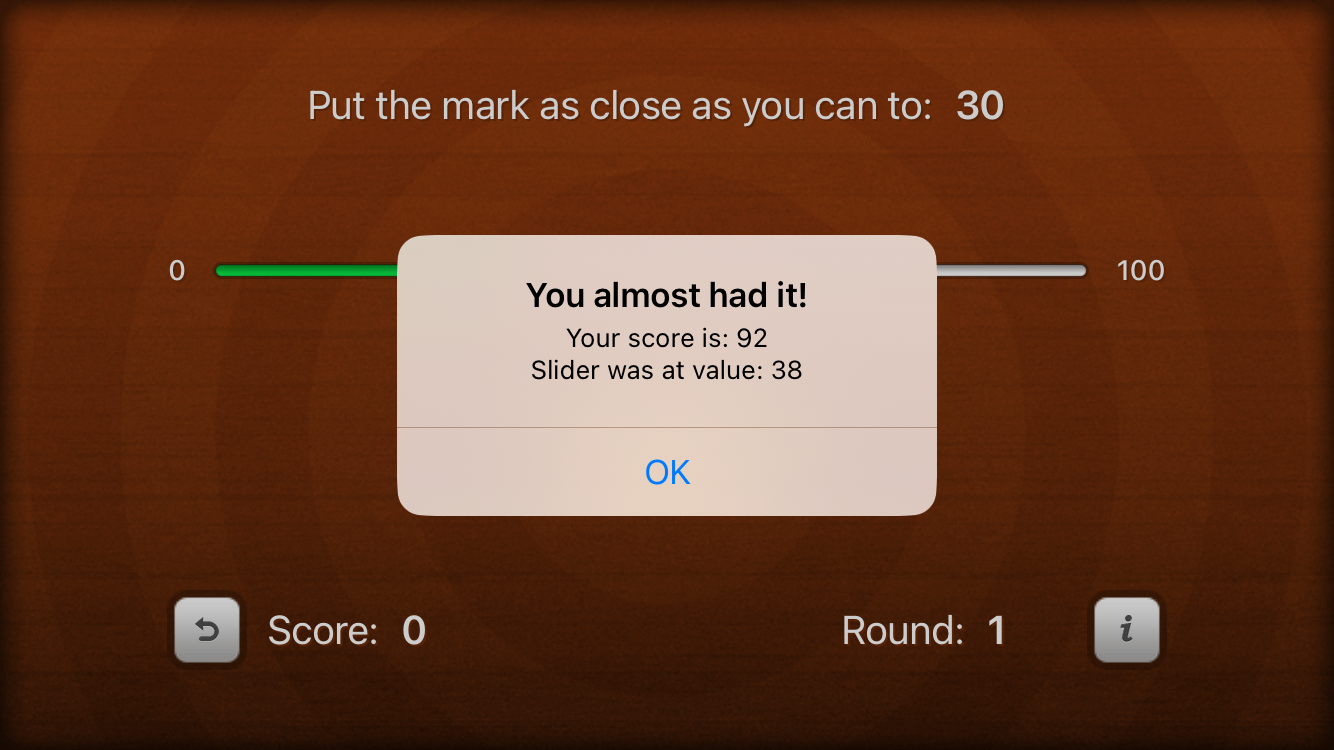 Put the mark as close as you can to: 30
0
100
You almost had it!
Your score is: 92
Slider was at value: 38
OK
Score: 0
Round: 1
i